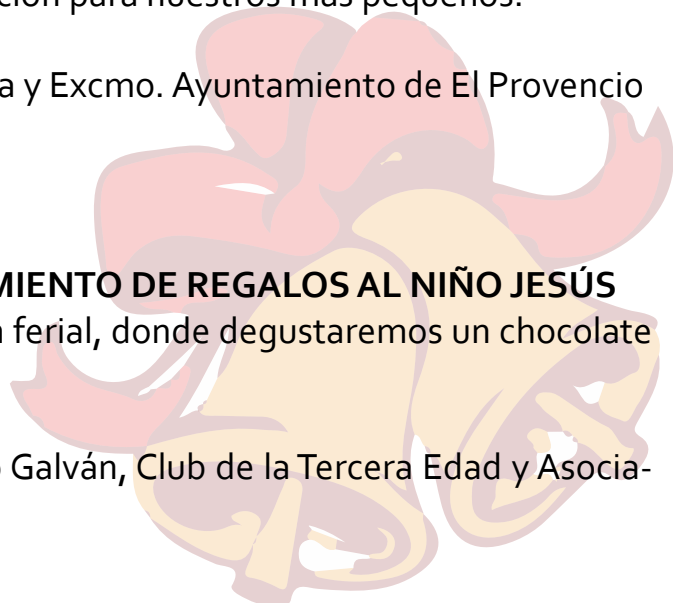 ción para nuestros más pequeños.
a y Excmo. Ayuntamiento de El Provencio
MIENTO DE REGALOS AL NIÑO JESÚS
ferial, donde degustaremos un chocolate
Galván, Club de la Tercera Edad y Asocia-